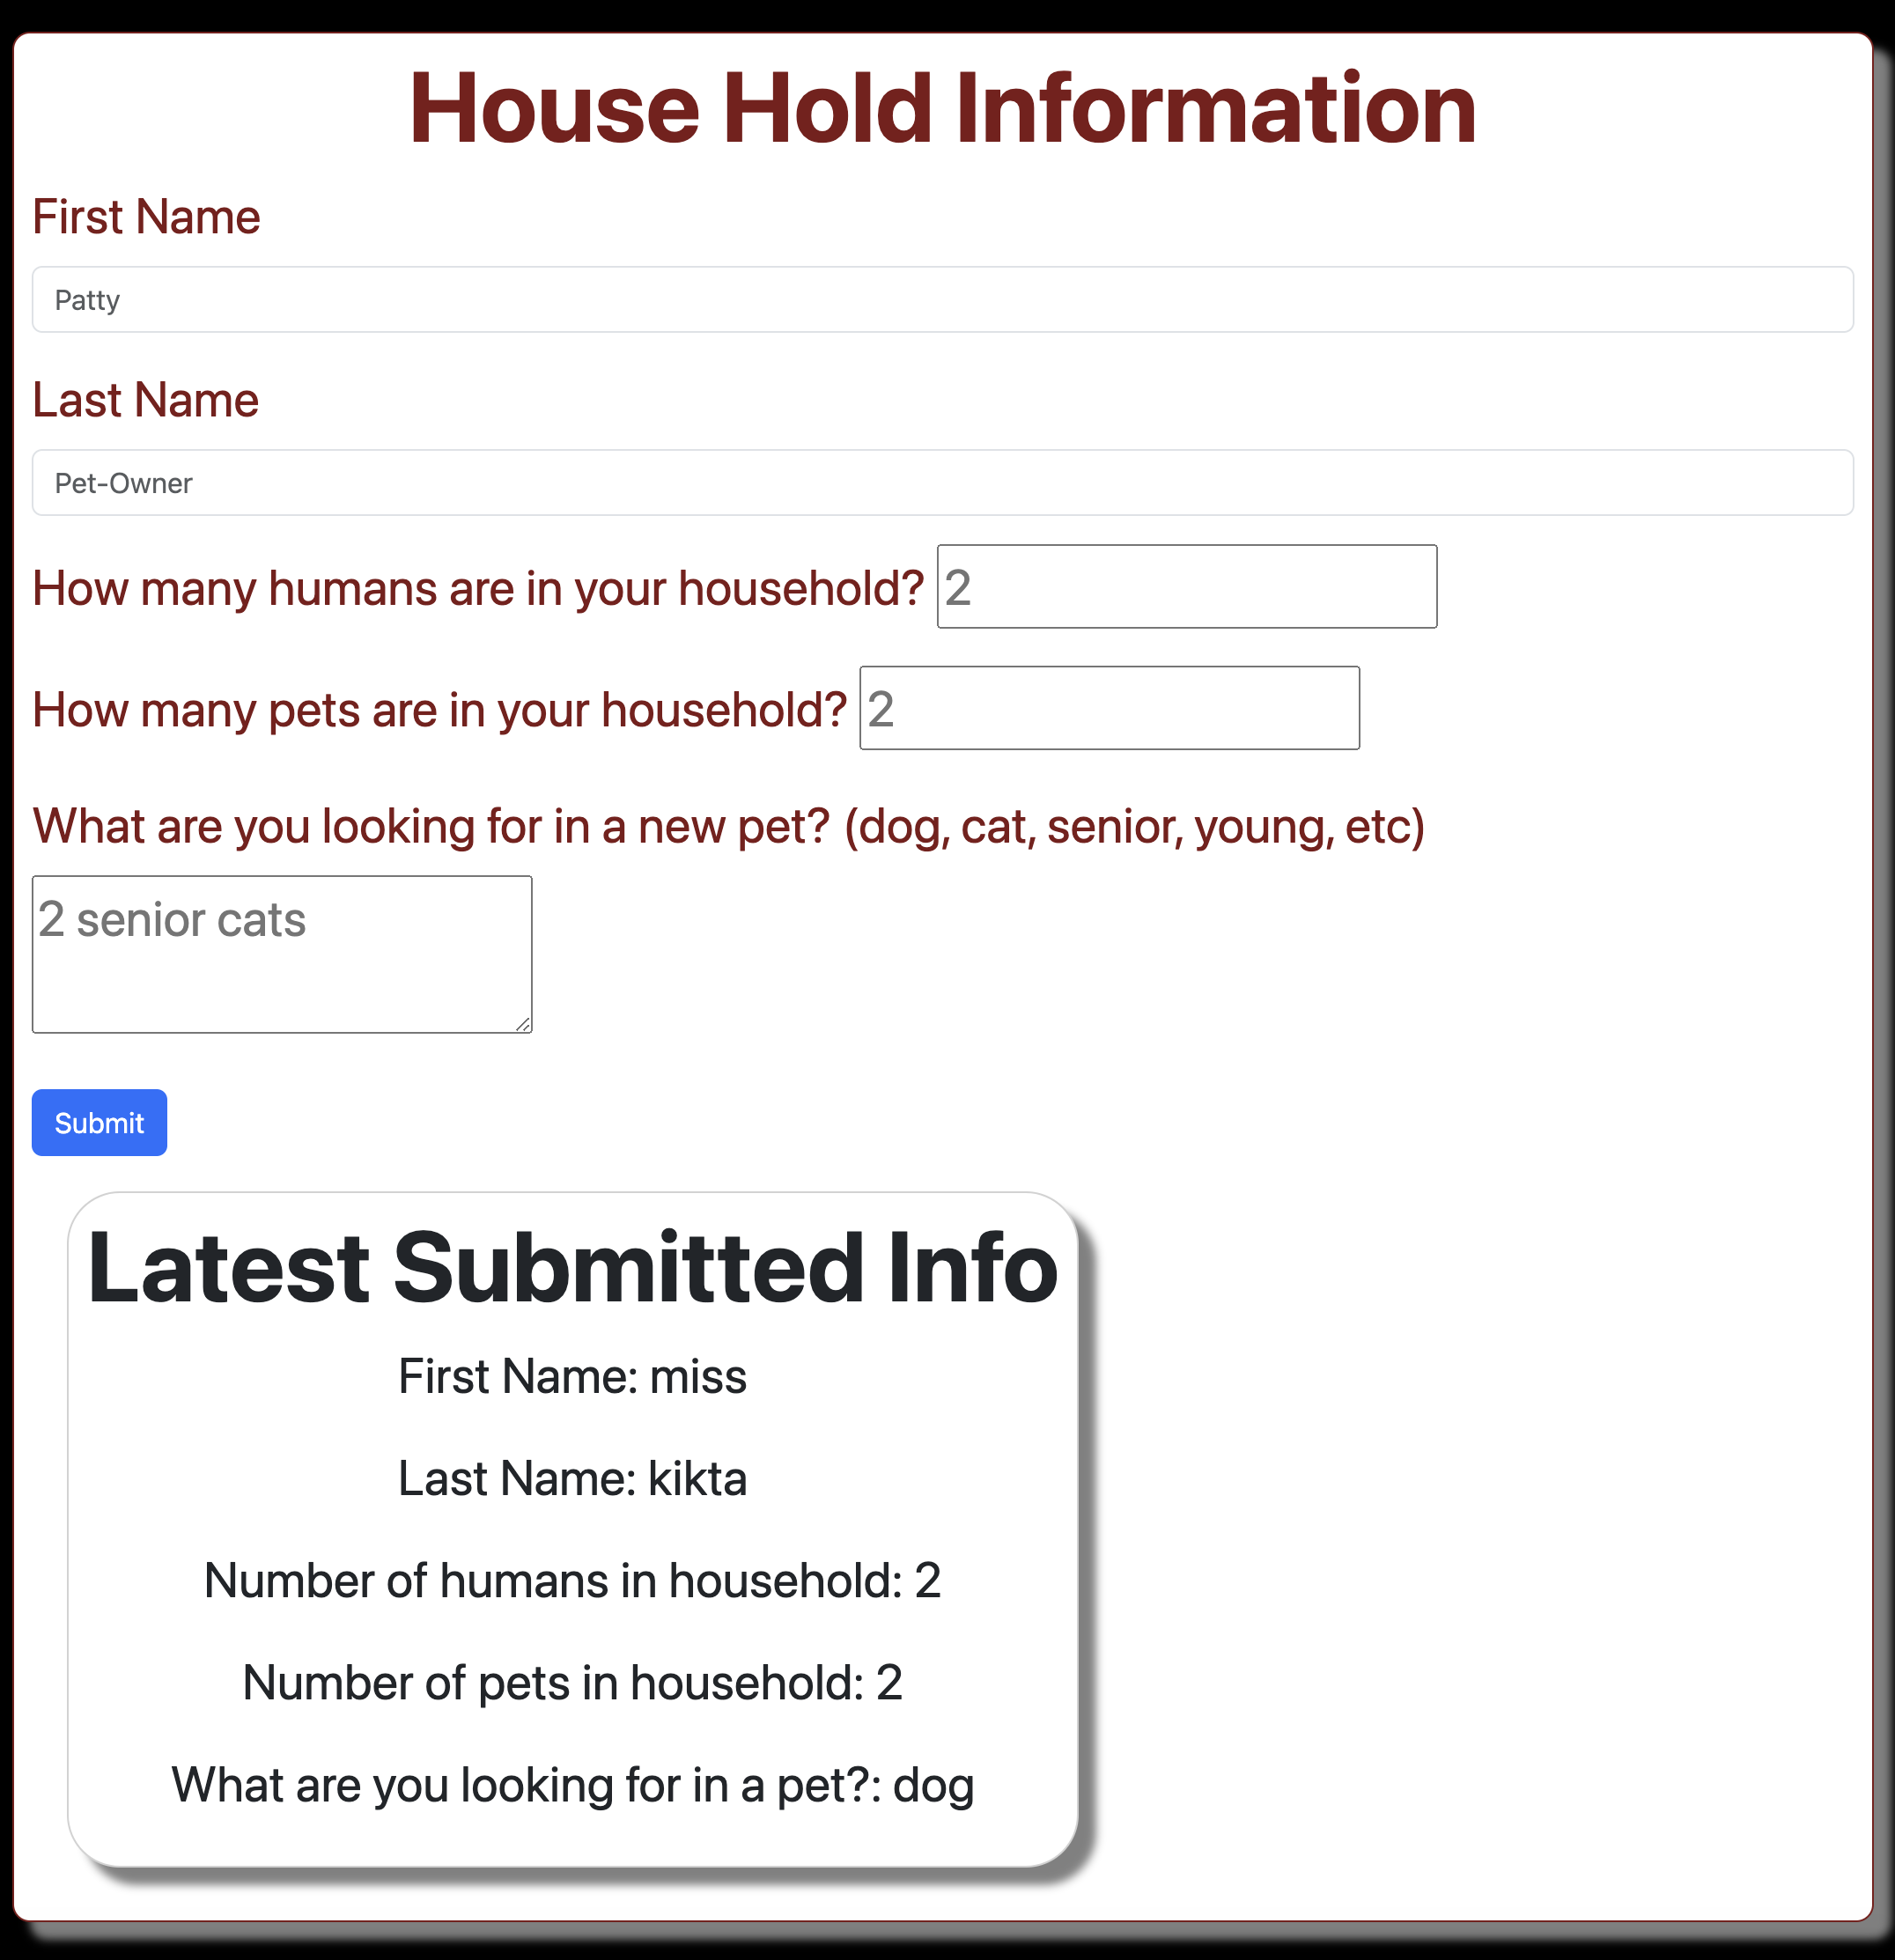 House Hold Information
First Name
Patty
Last Name
Pet-Owner
How many humans are in your household? 2
How many pets are in your household? 2
What are you looking for in a new pet? (dog, cat, senior, young, etc)
2 senior cats
Submit
Latest Submitted Info
First Name: miss
Last Name: kikta
Number of humans in household: 2
Number of pets in household: 2
What are you looking for in a pet?: dog